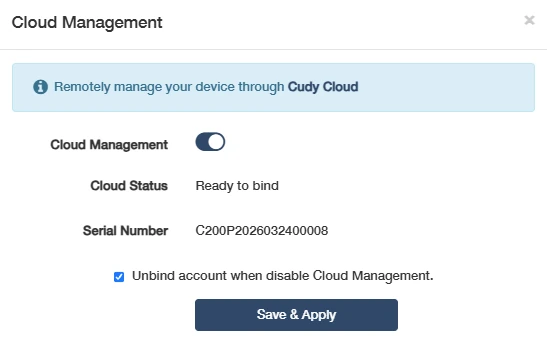 Cloud Management
Remotely manage your device through Cudy Cloud
Cloud Management
Cloud Status Ready to bind
Serial Number C200P2026032400008
Unbind account when disable Cloud Management.
Save & Apply